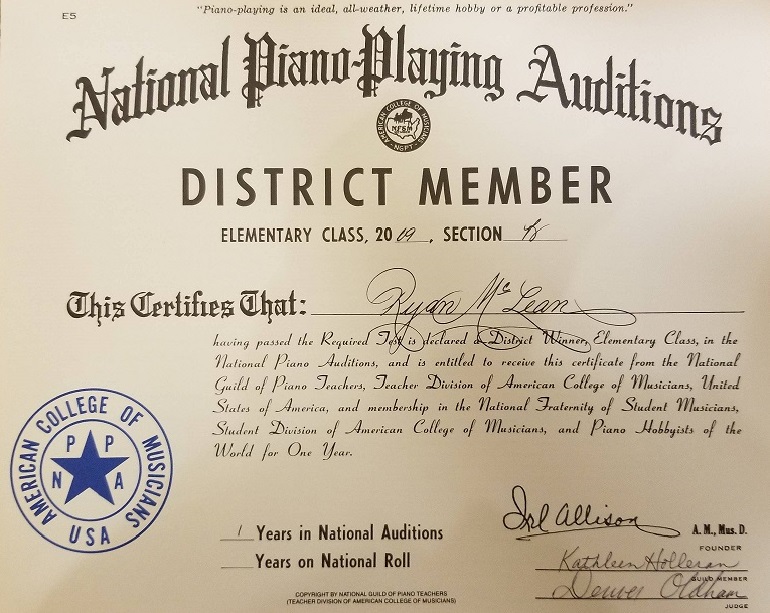 E5
"Piano-playing is an ideal, all-weather, lifetime hobby or a profitable profession."
National Piano-Playing Auditions
AMERICAN COLLEGE OF MUSICIANS
NFSM
NGPT
DISTRICT MEMBER
ELEMENTARY CLASS, 2019, SECTION
This Certifies That: Ryan McLean
having passed the Required Test is declared a District Winner, Elementary Class, in the
National Piano Auditions, and is entitled to receive this certificate from the National
Guild of Piano Teachers, Teacher Division of American College of Musicians, United
States of America, and membership in the National Fraternity of Student Musicians,
Student Division of American College of Musicians, and Piano Hobbyists of the
World for One Year.
AMERICAN COLLEGE OF MUSICIANS
P P
N A
USA
1 Years in National Auditions
Years on National Roll
Irl Allison A. M., Mus. D.
FOUNDER
Kathleen Holleran
GUILD MEMBER
Denver Oldham
JUDGE
COPYRIGHT BY NATIONAL GUILD OF PIANO TEACHERS
(TEACHER DIVISION OF AMERICAN COLLEGE OF MUSICIANS)